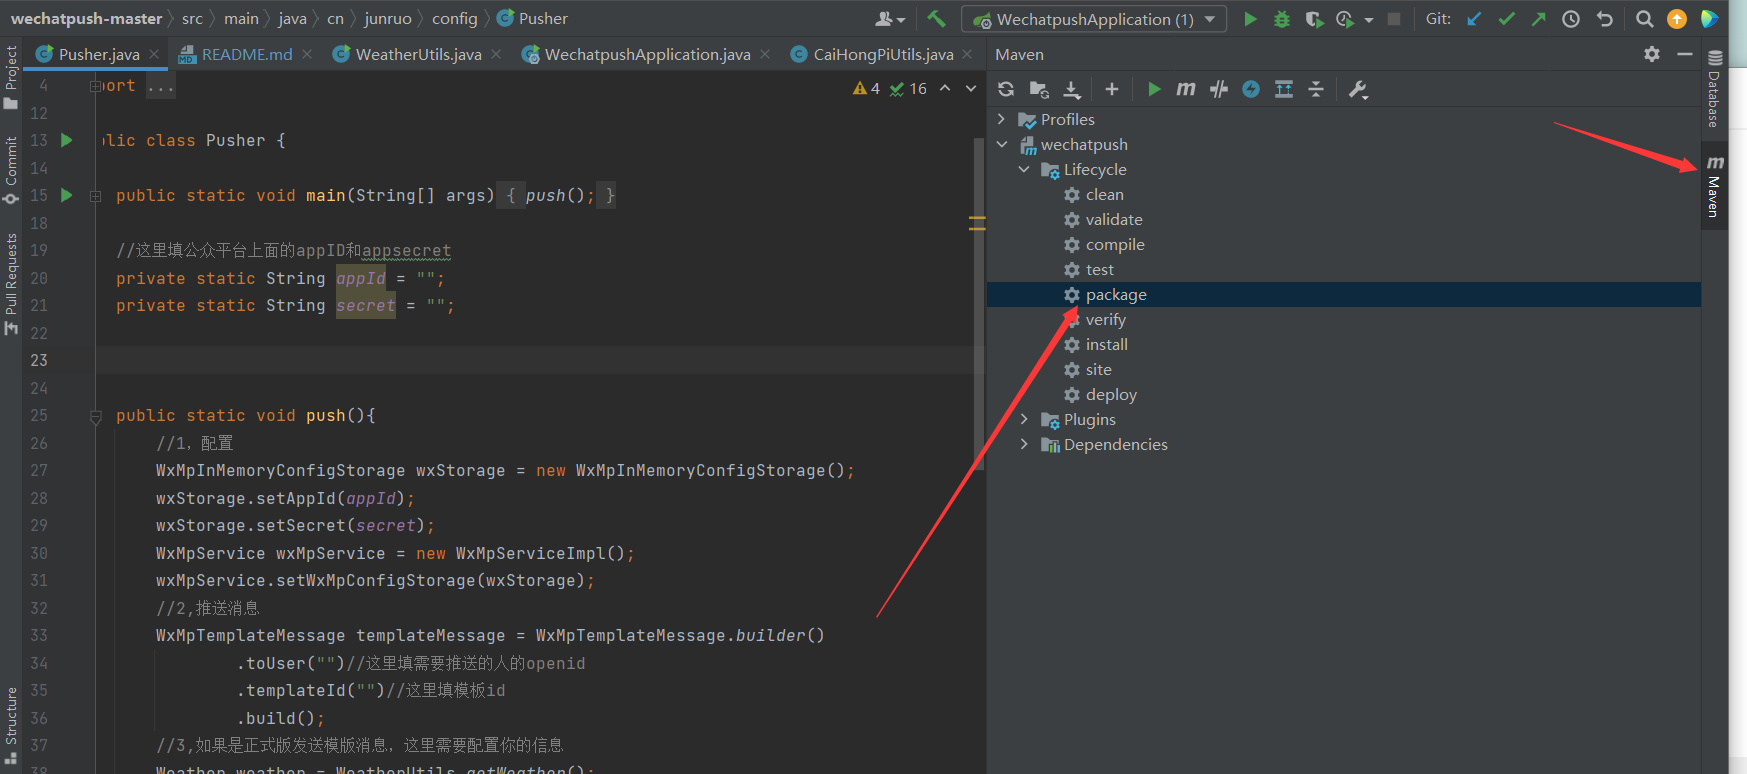 wechatpush-master src main java cn junruo config Pusher
WechatpushApplication (1) Git:
Pusher.java README.md WeatherUtils.java WechatpushApplication.java CaiHongPiUtils.java Maven
Project
Commit
Pull Requests
Structure
4 ort ...
4 16
12
13 lic class Pusher {
14
15 public static void main(String[] args) { push(); }
18
19 //这里填公众平台上面的appID和appsecret
20 private static String appId = "";
21 private static String secret = "";
22
23
24
25 public static void push(){
26 //1，配置
27 WxMpInMemoryConfigStorage wxStorage = new WxMpInMemoryConfigStorage();
28 wxStorage.setAppId(appId);
29 wxStorage.setSecret(secret);
30 WxMpService wxMpService = new WxMpServiceImpl();
31 wxMpService.setWxMpConfigStorage(wxStorage);
32 //2,推送消息
33 WxMpTemplateMessage templateMessage = WxMpTemplateMessage.builder()
34 .toUser("")//这里填需要推送的人的openid
35 .templateId("")//这里填模板id
36 .build();
37 //3,如果是正式版发送模版消息，这里需要配置你的信息
38 Weather weather = WeatherUtils.getWeather();
Profiles
wechatpush
Lifecycle
clean
validate
compile
test
package
verify
install
site
deploy
Plugins
Dependencies
Database
Maven